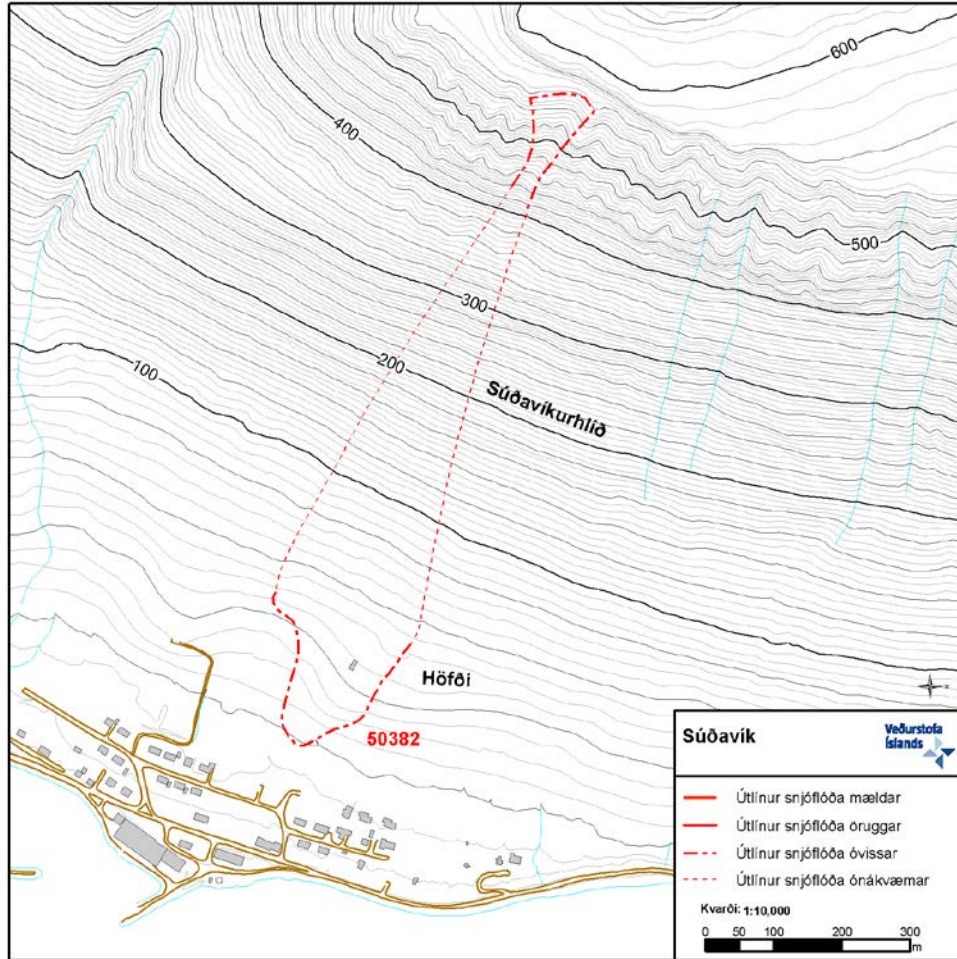 600
400
500
300
200
100
Súðavíkurhlíð
Höfði
50382
Súðavík
Veðurstofa
Íslands
Útlínur snjóflóða mældar
Útlínur snjóflóða öruggar
Útlínur snjóflóða óvissar
Útlínur snjóflóða ónákvæmar
Kvarði: 1:10,000
0 50 100 200 300
m